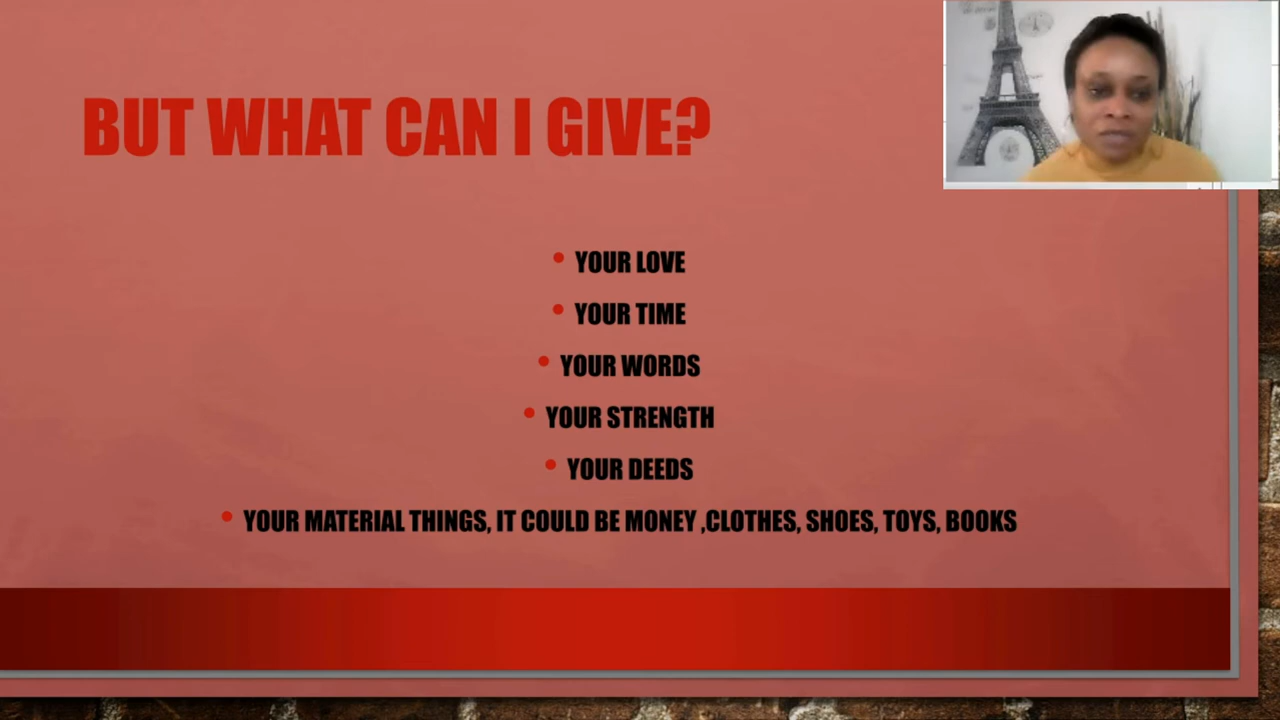 BUT WHAT CAN I GIVE?
• YOUR LOVE
• YOUR TIME
• YOUR WORDS
• YOUR STRENGTH
• YOUR DEEDS
• YOUR MATERIAL THINGS, IT COULD BE MONEY ,CLOTHES, SHOES, TOYS, BOOKS